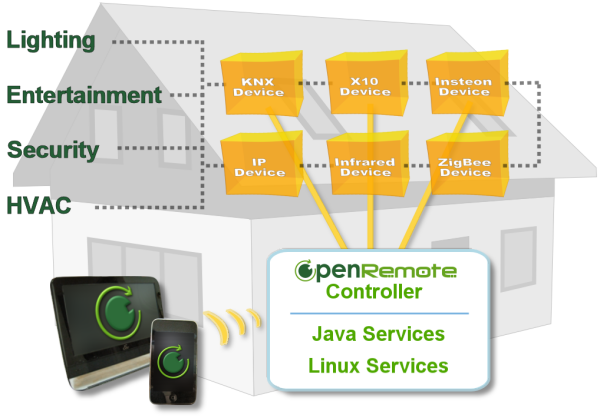 Lighting
Entertainment
Security
HVAC
KNX
Device
X10
Device
Insteon
Device
IP
Device
Infrared
Device
ZigBee
Device
OpenRemote
Controller
Java Services
Linux Services